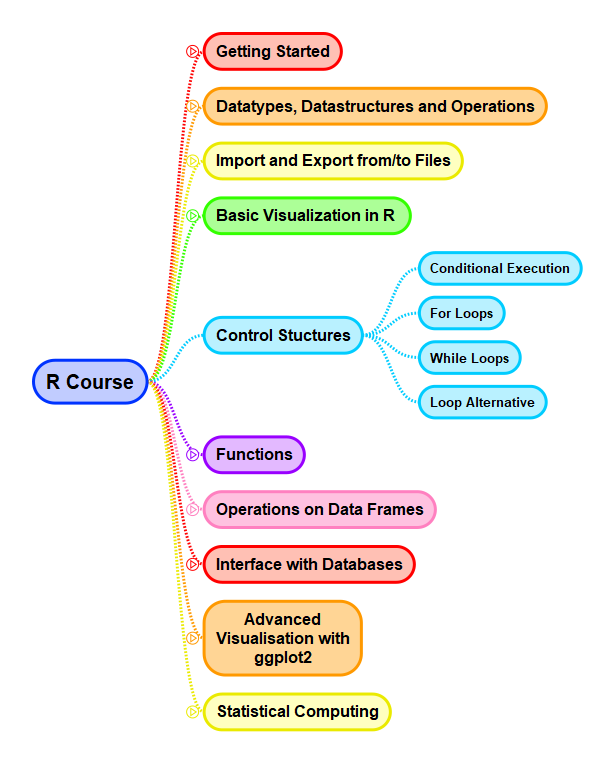 Getting Started
Datatypes, Datastructures and Operations
Import and Export from/to Files
Basic Visualization in R
Conditional Execution
For Loops
Control Stuctures
While Loops
R Course
Loop Alternative
Functions
Operations on Data Frames
Interface with Databases
Advanced
Visualisation with
ggplot2
Statistical Computing